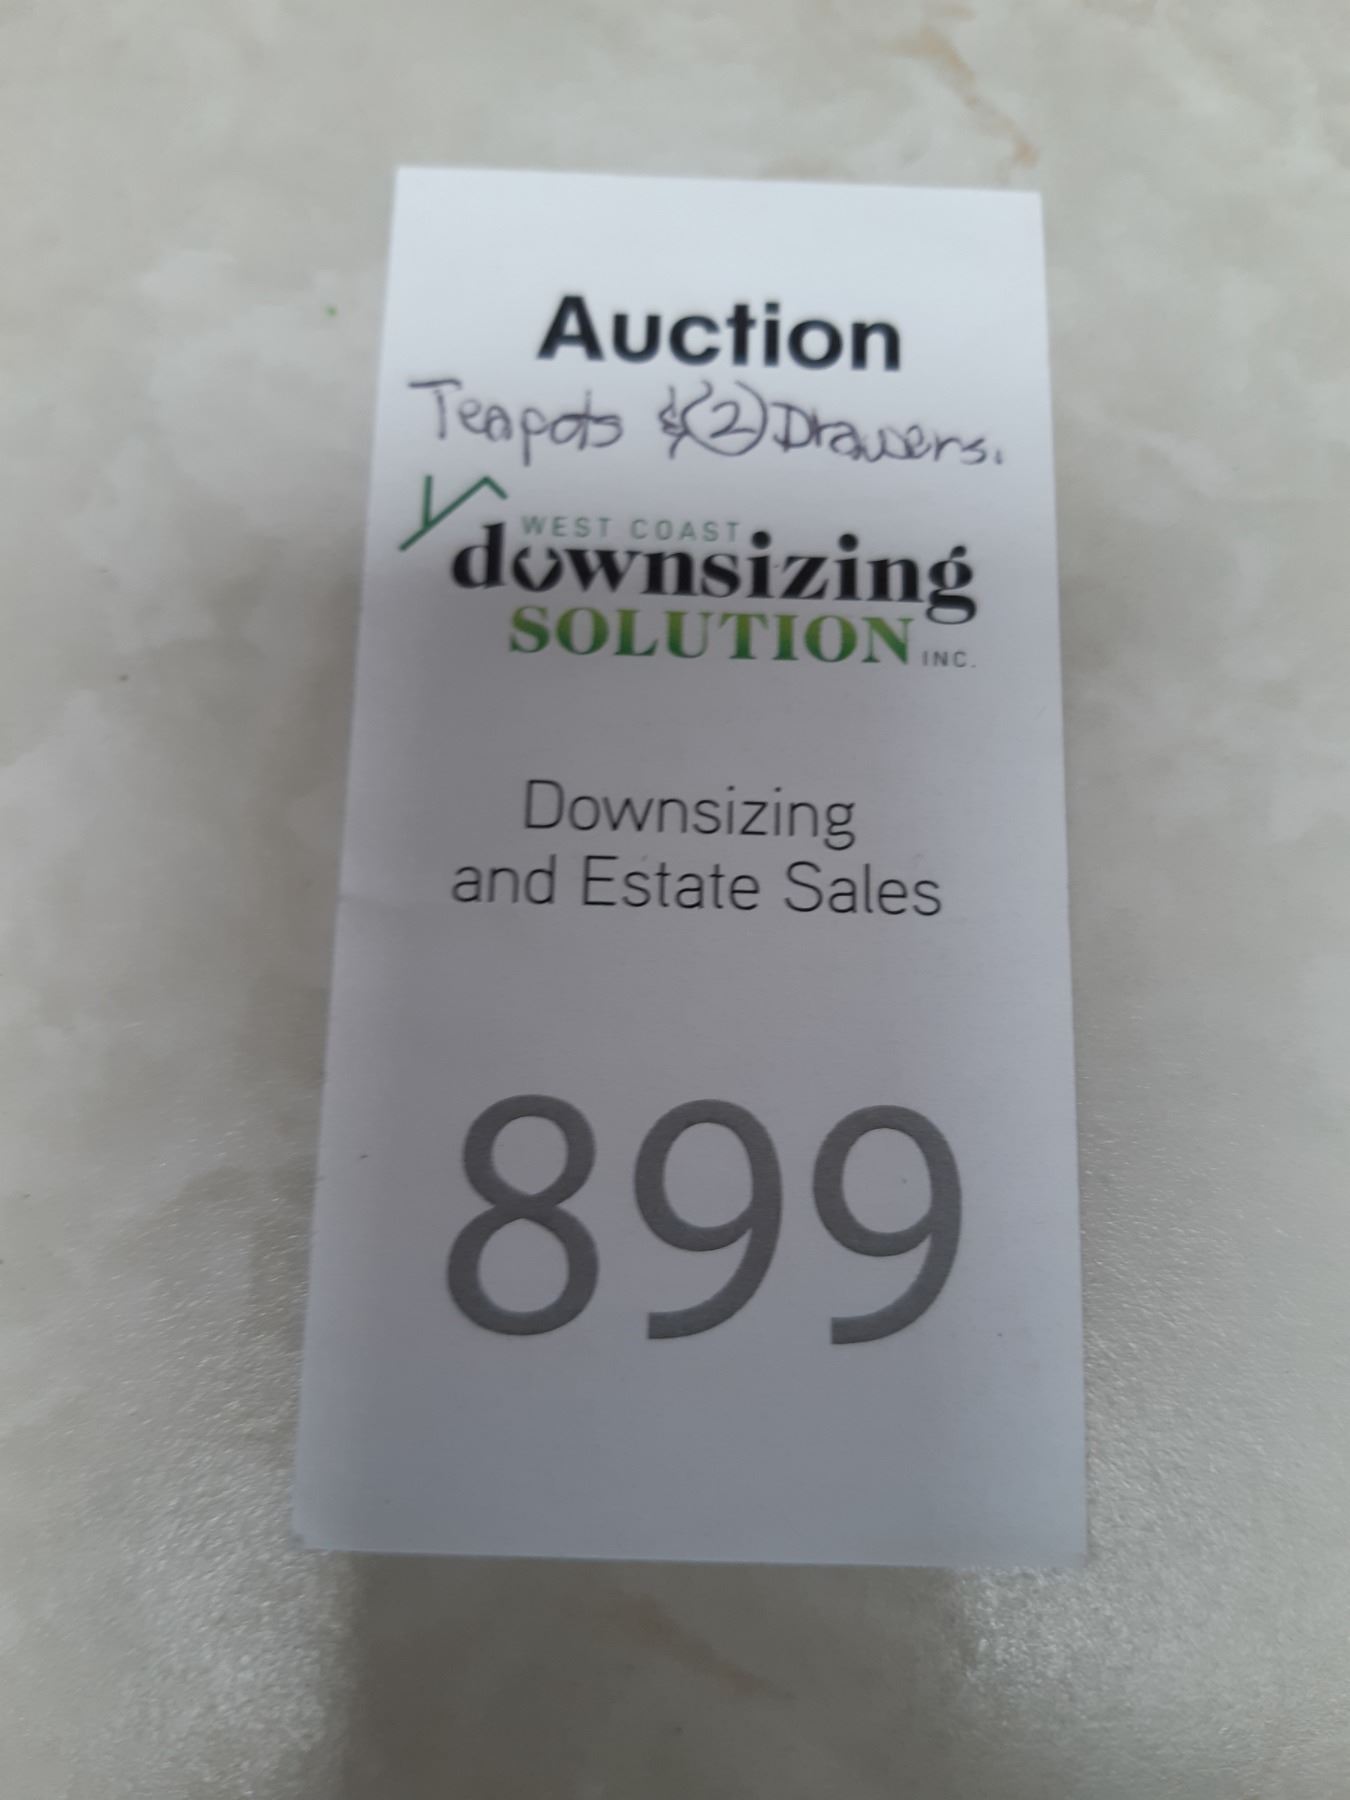 Auction
Teapots &(2) Drawers.
WEST COAST
downsizing
SOLUTION INC.
Downsizing
and Estate Sales
899